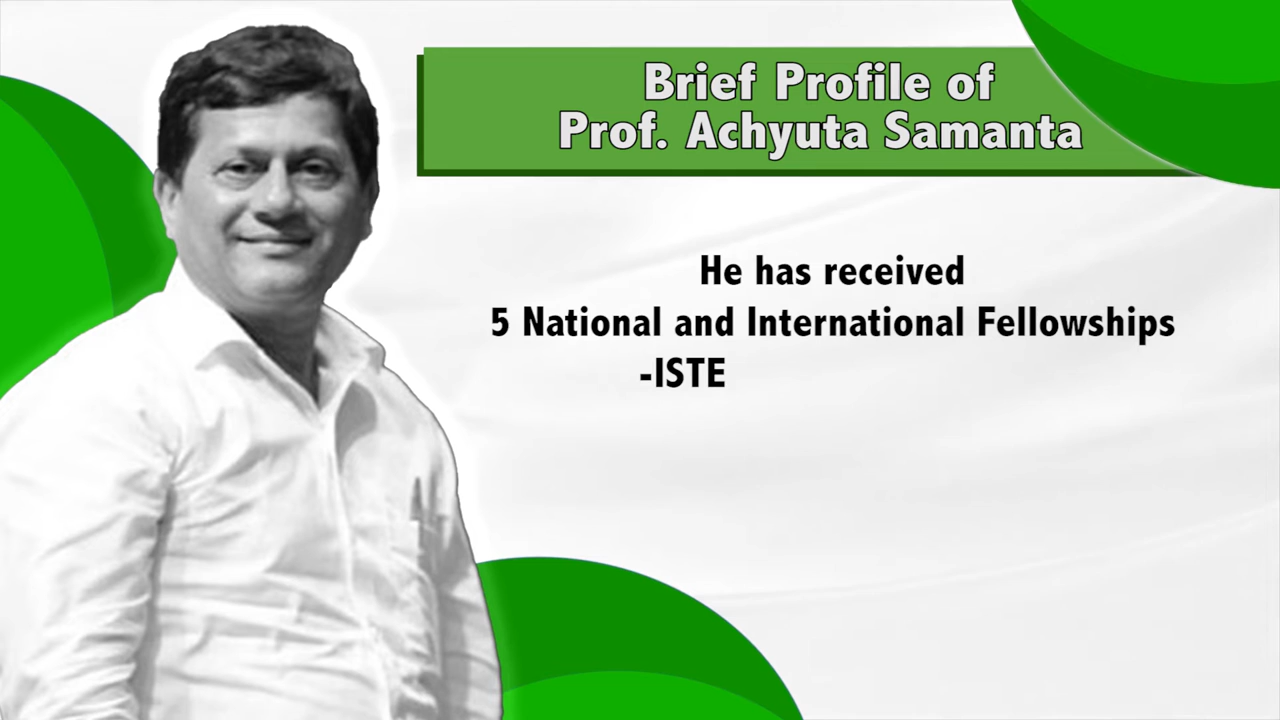 Brief Profile of
Prof. Achyuta Samanta
He has received
5 National and International Fellowships
-ISTE